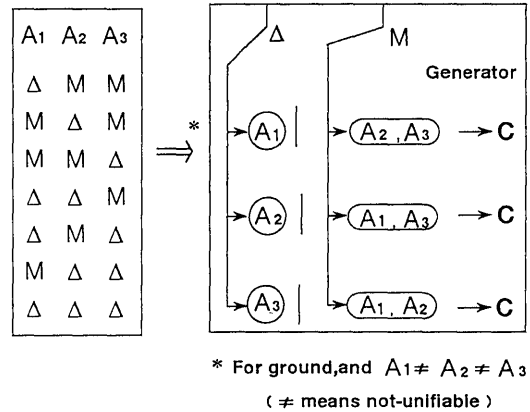 A1 A2 A3
Δ M M
M Δ M
M M Δ
Δ Δ M
Δ M Δ
M Δ Δ
Δ Δ Δ
* ⇒
Δ M
Generator
A1 | A2 , A3 → C
A2 | A1 , A3 → C
A3 | A1 , A2 → C
* For ground,and A1 ≠ A2 ≠ A3
( ≠ means not-unifiable )